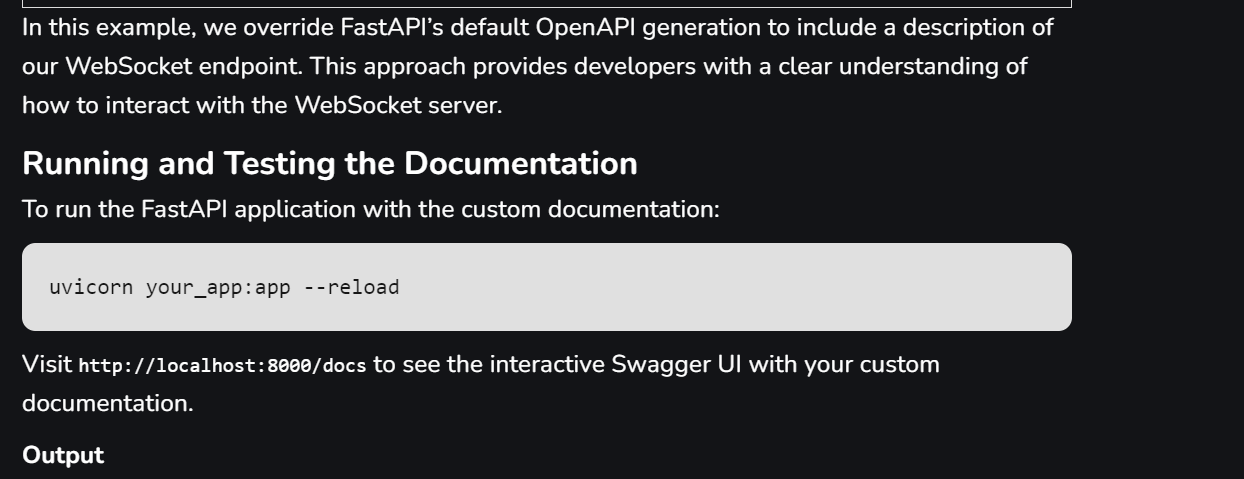 In this example, we override FastAPI’s default OpenAPI generation to include a description of
our WebSocket endpoint. This approach provides developers with a clear understanding of
how to interact with the WebSocket server.
Running and Testing the Documentation
To run the FastAPI application with the custom documentation:
uvicorn your_app:app --reload
Visit http://localhost:8000/docs to see the interactive Swagger UI with your custom
documentation.
Output